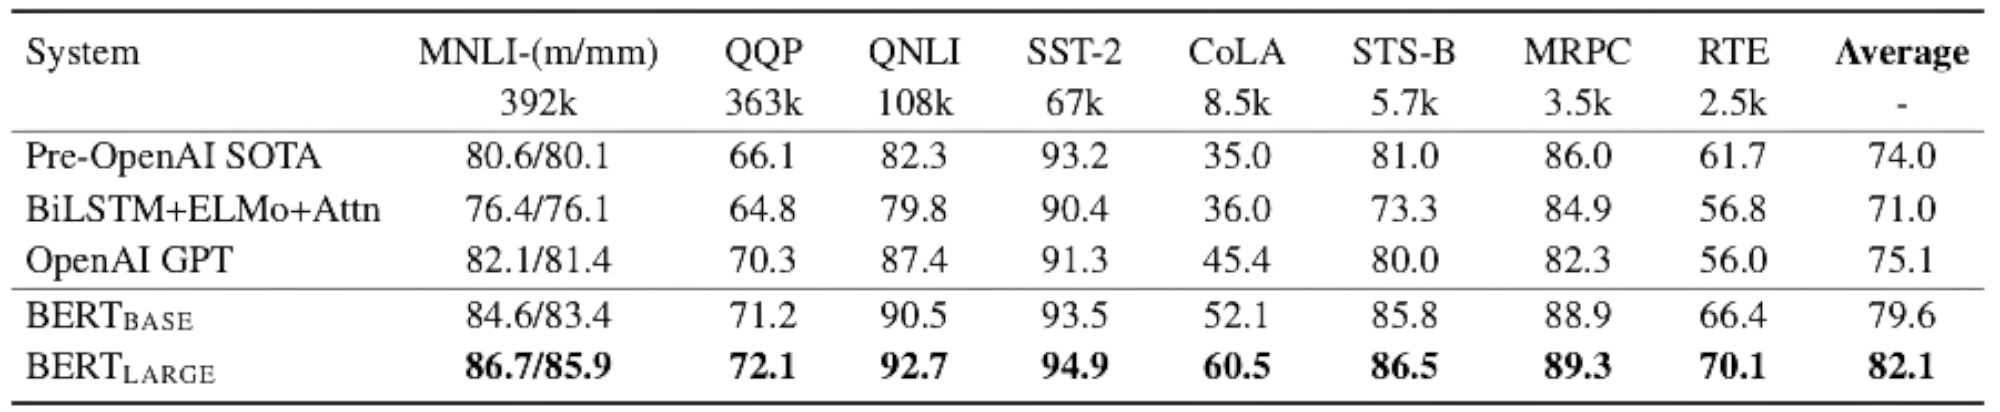 System MNLI-(m/mm) QQP QNLI SST-2 CoLA STS-B MRPC RTE Average
392k 363k 108k 67k 8.5k 5.7k 3.5k 2.5k -
Pre-OpenAI SOTA 80.6/80.1 66.1 82.3 93.2 35.0 81.0 86.0 61.7 74.0
BiLSTM+ELMo+Attn 76.4/76.1 64.8 79.8 90.4 36.0 73.3 84.9 56.8 71.0
OpenAI GPT 82.1/81.4 70.3 87.4 91.3 45.4 80.0 82.3 56.0 75.1
BERTBASE 84.6/83.4 71.2 90.5 93.5 52.1 85.8 88.9 66.4 79.6
BERTLARGE 86.7/85.9 72.1 92.7 94.9 60.5 86.5 89.3 70.1 82.1